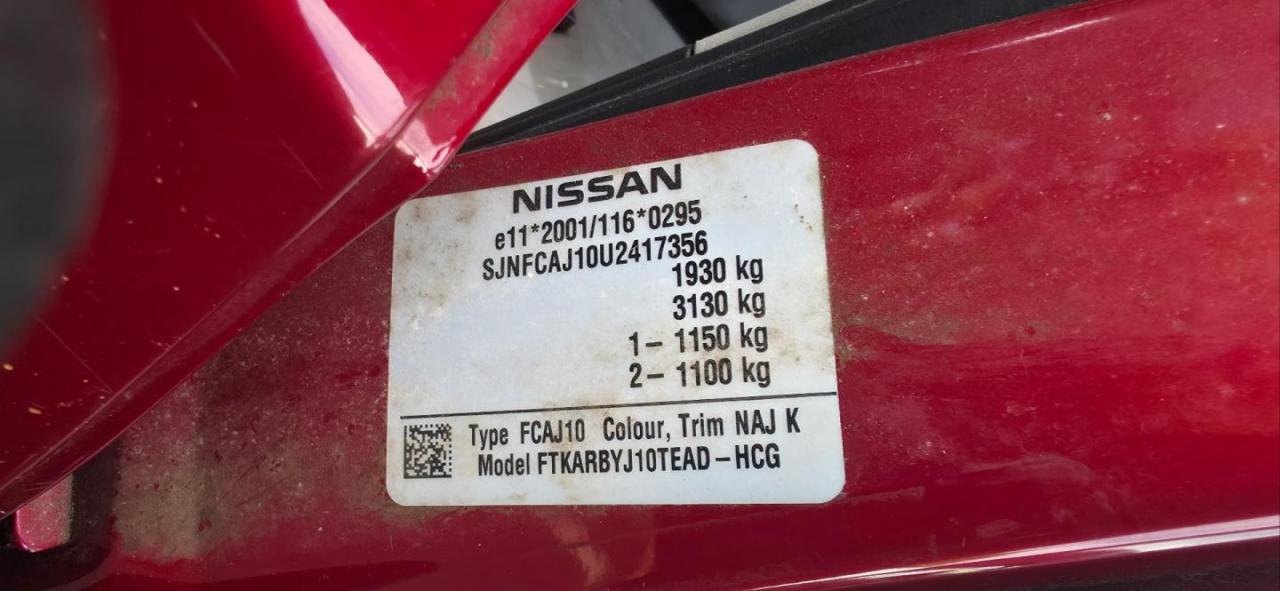 NISSAN
e11*2001/116*0295
SJNFCAJ10U2417356
1930 kg
3130 kg
1- 1150 kg
2- 1100 kg
Type FCAJ10 Colour, Trim NAJ K
Model FTKARBYJ10TEAD-HCG